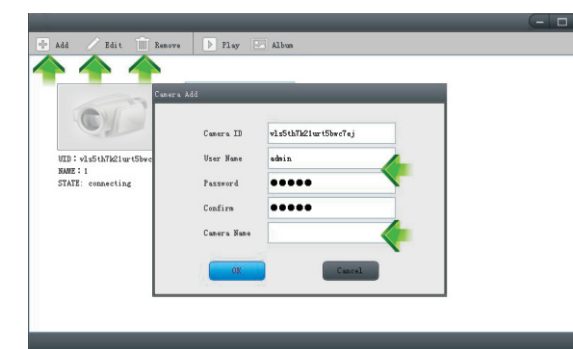 Add Edit Remove Play Album
Camera Add
Camera ID vls5th7k21urt5bwc7ej
User Name admin
UID：vls5th7k21urt5bwc
NAME：1
Password ●●●●●
STATE: connecting
Confirm ●●●●●
Camera Name
OK Cancel